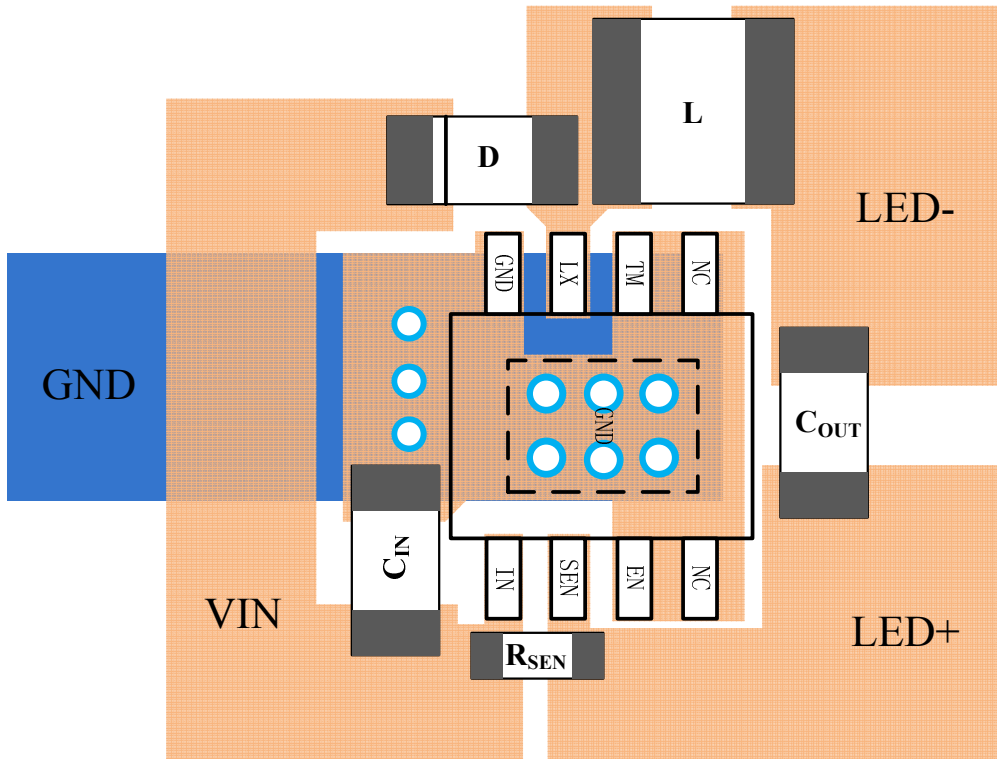 L
D
LED-
GND
LX
TM
NC
GND
GND
COUT
CIN
IN
SEN
EN
NC
VIN
RSEN
LED+